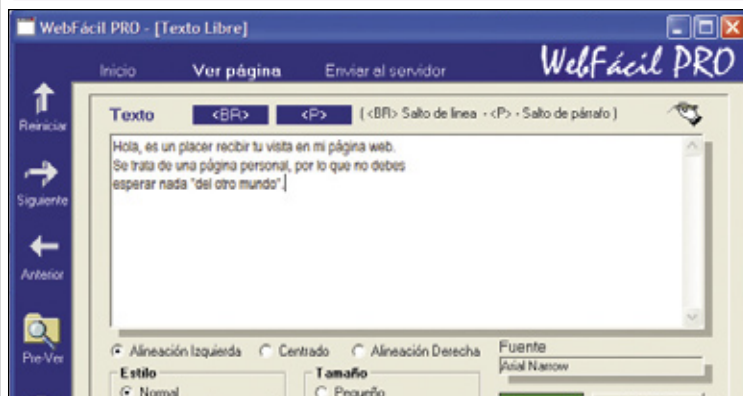 WebFácil PRO - [Texto Libre]
WebFácil PRO
Inicio Ver página Enviar al servidor
Reiniciar
Siguiente
Anterior
Pre-Ver
Texto <BR> <P> ( <BR> Salto de linea - <P> - Salto de párrafo )
Hola, es un placer recibir tu vista en mi página web.
Se trata de una página personal, por lo que no debes
esperar nada "del otro mundo".
Alineación Izquierda Centrado Alineación Derecha
Fuente
Arial Narrow
Estilo
Normal
Tamaño
Pequeño